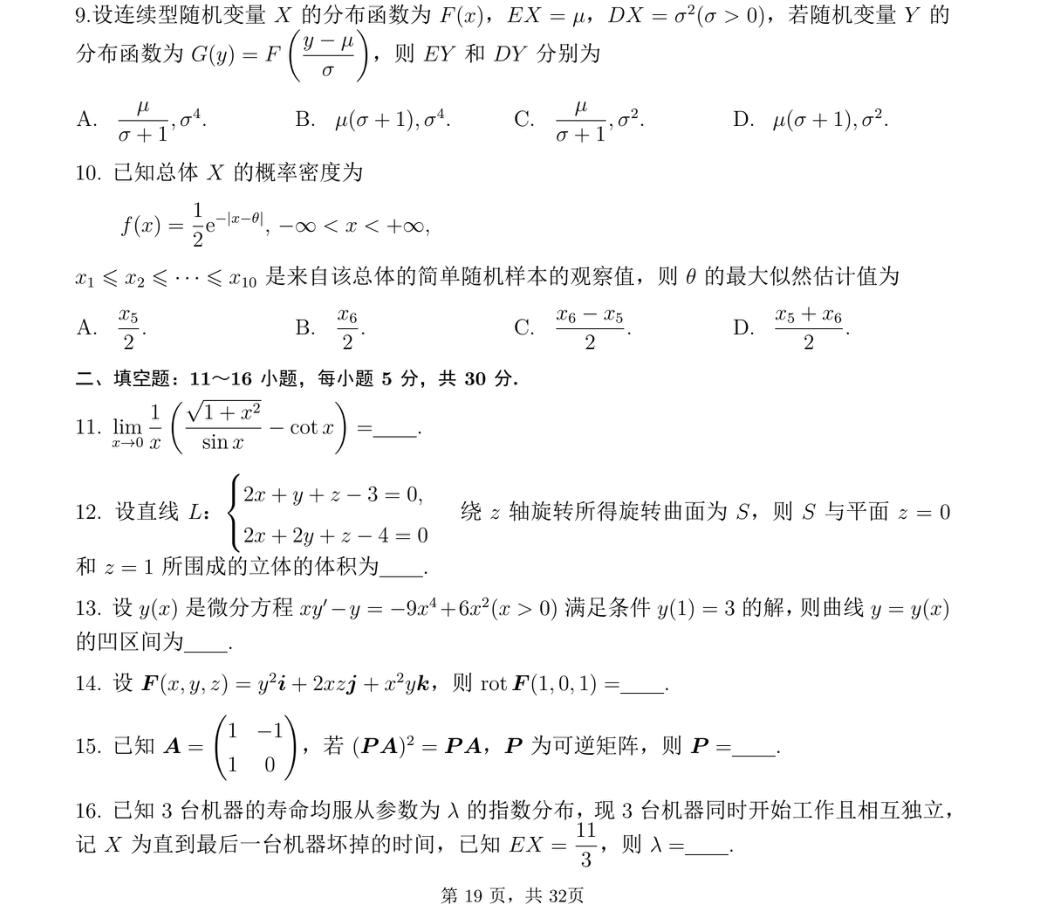 9.设连续型随机变量 X 的分布函数为 F(x)，EX = μ，DX = σ²(σ > 0)，若随机变量 Y 的
分布函数为 G(y) = F((y − μ)/σ)，则 EY 和 DY 分别为
A. μ/(σ + 1), σ⁴. B. μ(σ + 1), σ⁴. C. μ/(σ + 1), σ². D. μ(σ + 1), σ².
10. 已知总体 X 的概率密度为
f(x) = 1/2 e^{−|x−θ|}, −∞ < x < +∞,
x₁ ⩽ x₂ ⩽ ··· ⩽ x₁₀ 是来自该总体的简单随机样本的观察值，则 θ 的最大似然估计值为
A. x₅/2. B. x₆/2. C. (x₆ − x₅)/2. D. (x₅ + x₆)/2.
二、填空题：11～16 小题，每小题 5 分，共 30 分.
11. lim_{x→0} 1/x (√(1 + x²)/sin x − cot x) =____.
12. 设直线 L：{2x + y + z − 3 = 0, 2x + 2y + z − 4 = 0 绕 z 轴旋转所得旋转曲面为 S，则 S 与平面 z = 0
和 z = 1 所围成的立体的体积为____.
13. 设 y(x) 是微分方程 xy′ − y = −9x⁴ + 6x²(x > 0) 满足条件 y(1) = 3 的解，则曲线 y = y(x)
的凹区间为____.
14. 设 F(x, y, z) = y²i + 2xzj + x²yk，则 rot F(1, 0, 1) =____.
15. 已知 A = (1 −1; 1 0)，若 (PA)² = PA，P 为可逆矩阵，则 P =____.
16. 已知 3 台机器的寿命均服从参数为 λ 的指数分布，现 3 台机器同时开始工作且相互独立，
记 X 为直到最后一台机器坏掉的时间，已知 EX = 11/3，则 λ =____.
第 19 页，共 32页